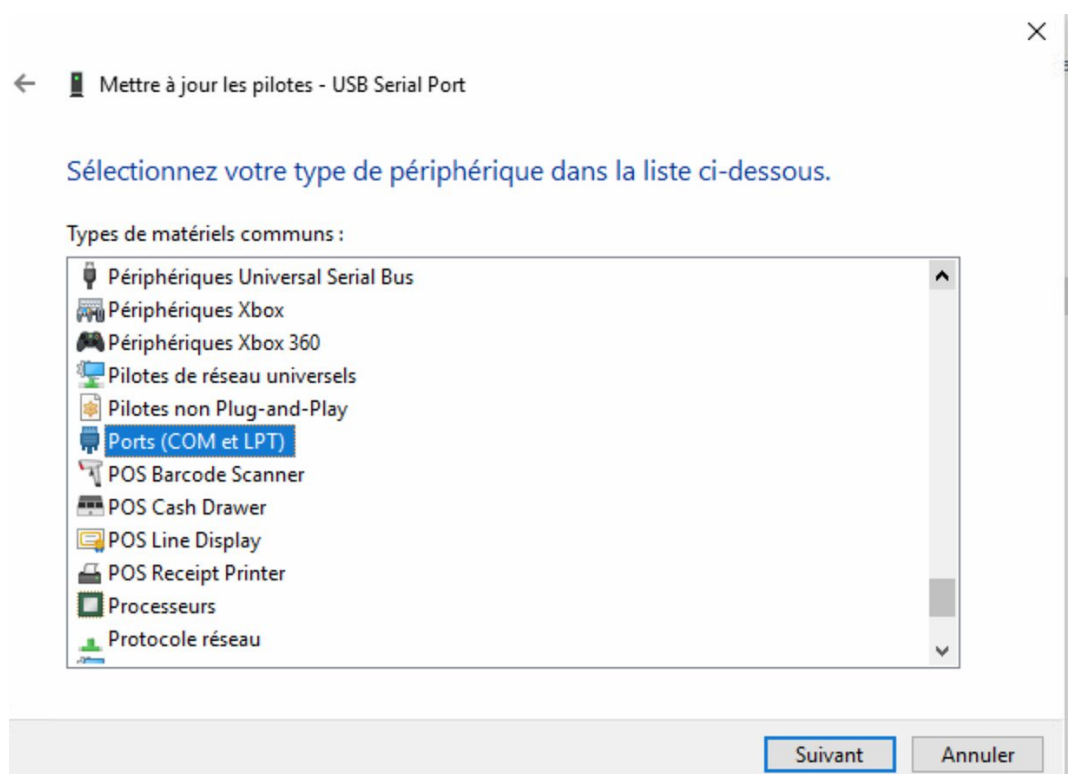 Mettre à jour les pilotes - USB Serial Port
Sélectionnez votre type de périphérique dans la liste ci-dessous.
Types de matériels communs :
Périphériques Universal Serial Bus
Périphériques Xbox
Périphériques Xbox 360
Pilotes de réseau universels
Pilotes non Plug-and-Play
Ports (COM et LPT)
POS Barcode Scanner
POS Cash Drawer
POS Line Display
POS Receipt Printer
Processeurs
Protocole réseau
Suivant Annuler